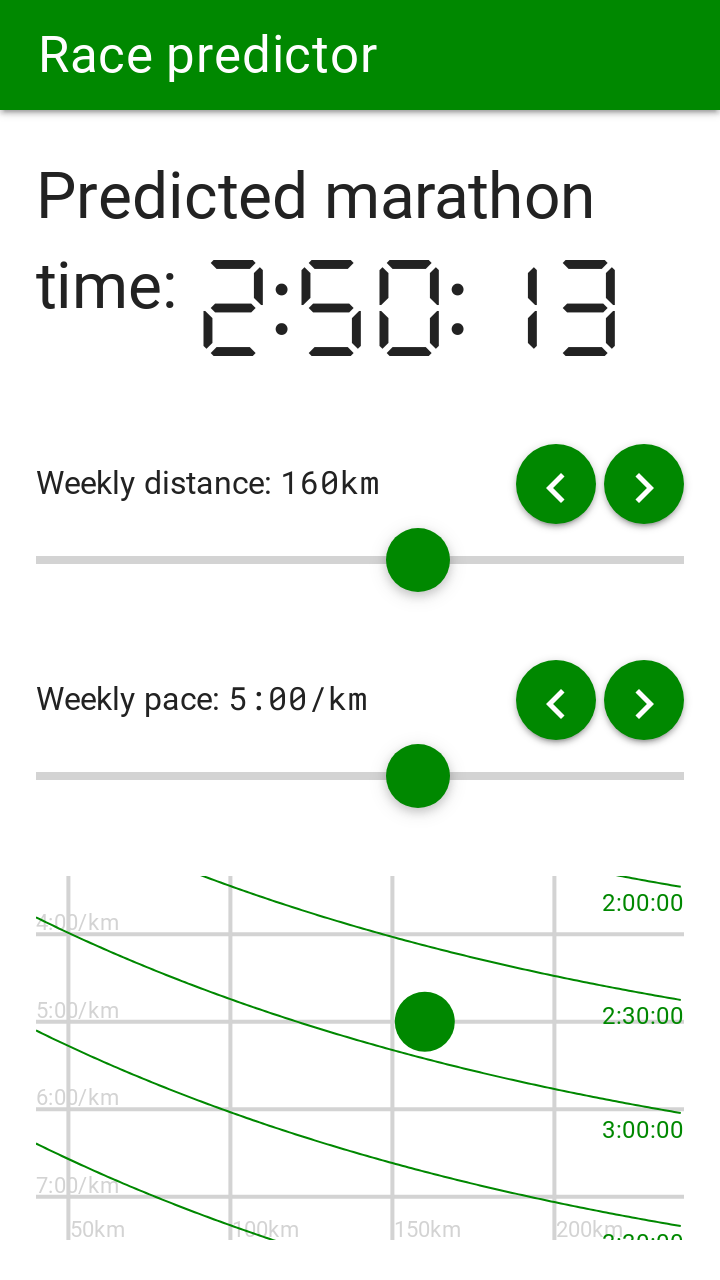 Race predictor
Predicted marathon
time: 2:50:13
Weekly distance: 160km
Weekly pace: 5:00/km
2:00:00
4:00/km
5:00/km
2:30:00
6:00/km
3:00:00
7:00/km
50km 100km 150km 200km